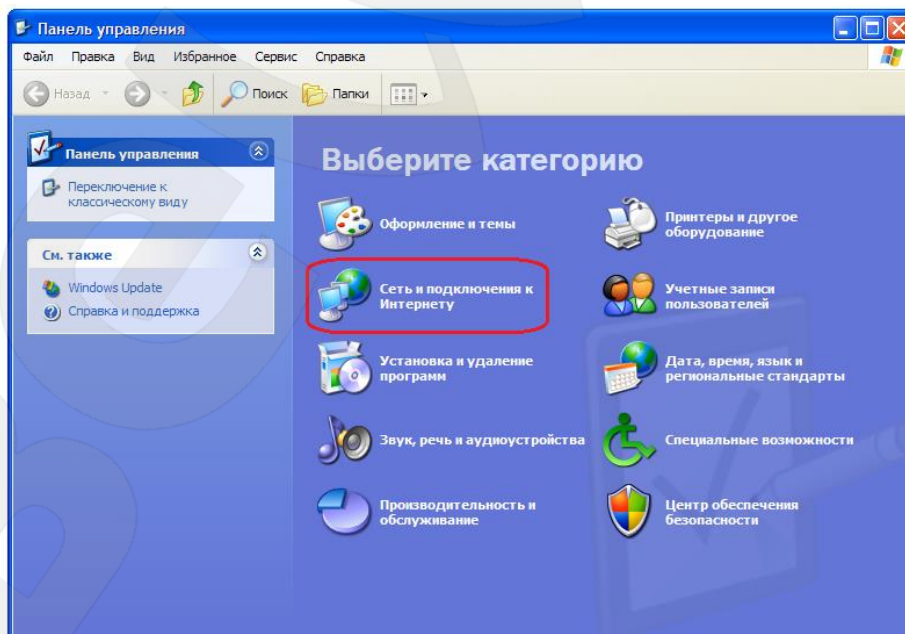 Панель управления
Файл Правка Вид Избранное Сервис Справка
Назад Поиск Папки
Панель управления
Переключение к
классическому виду
См. также
Windows Update
Справка и поддержка
Выберите категорию
Оформление и темы
Принтеры и другое
оборудование
Сеть и подключения к
Интернету
Учетные записи
пользователей
Установка и удаление
программ
Дата, время, язык и
региональные стандарты
Звук, речь и аудиоустройства
Специальные возможности
Производительность и
обслуживание
Центр обеспечения
безопасности